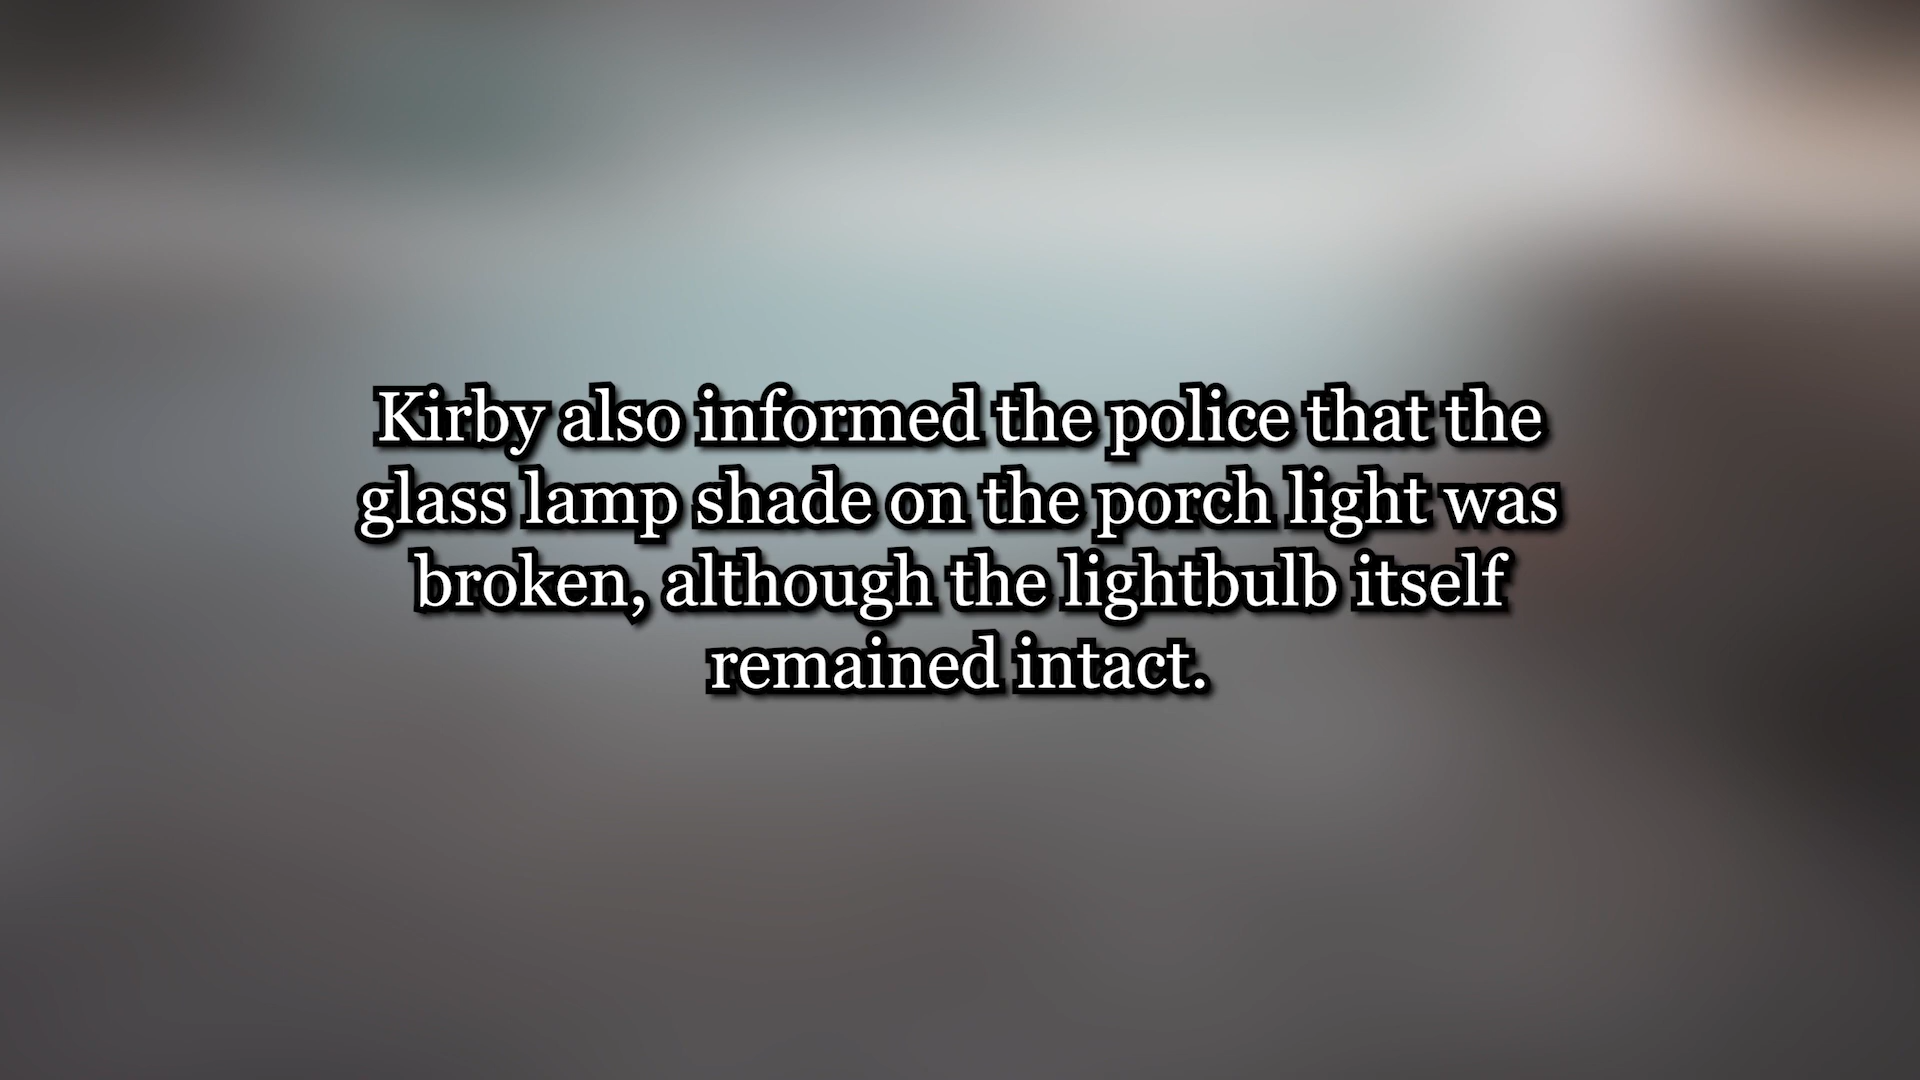 Kirby also informed the police that the
glass lamp shade on the porch light was
broken, although the lightbulb itself
remained intact.